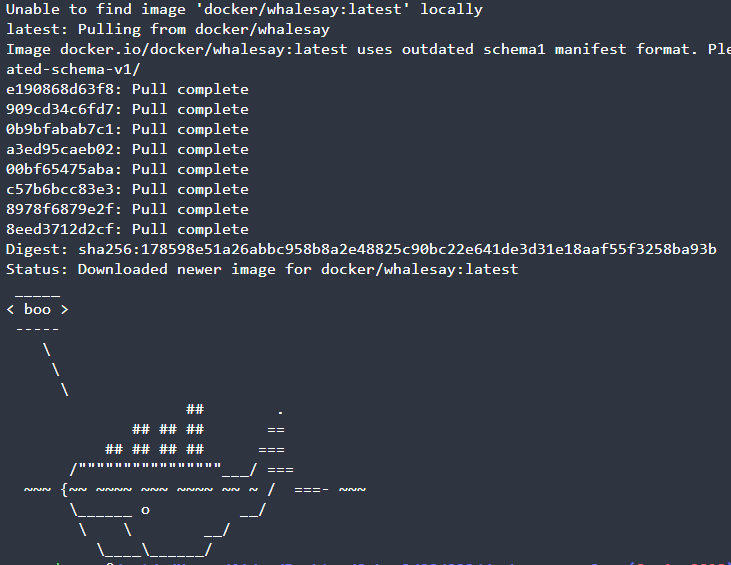 Unable to find image 'docker/whalesay:latest' locally
latest: Pulling from docker/whalesay
Image docker.io/docker/whalesay:latest uses outdated schema1 manifest format.
ated-schema-v1/
e190868d63f8: Pull complete
909cd34c6fd7: Pull complete
0b9bfabab7c1: Pull complete
a3ed95caeb02: Pull complete
00bf65475aba: Pull complete
c57b6bcc83e3: Pull complete
8978f6879e2f: Pull complete
8eed3712d2cf: Pull complete
Digest: sha256:178598e51a26abbc958b8a2e48825c90bc22e641de3d31e18aaf55f3258ba93b
Status: Downloaded newer image for docker/whalesay:latest
 _____
< boo >
 -----
    \
     \
      \
                    ##         .
              ## ## ##        ==
           ## ## ## ##       ===
       /"""""""""""""""""___/ ===
  ~~~ {~~ ~~~~ ~~~ ~~~~ ~~ ~ /  ===- ~~~
       \______ o          __/
        \    \        __/
          \____\______/